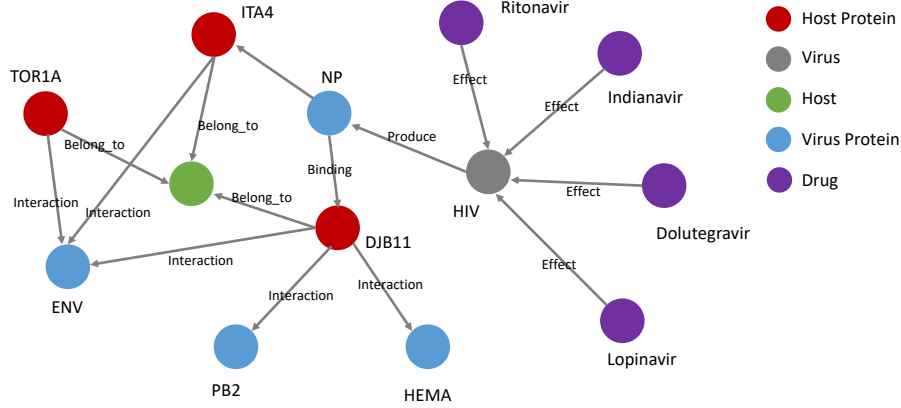 Ritonavir
ITA4
Host Protein
Virus
TOR1A
NP
Effect
Indianavir
Effect
Host
Belong_to
Produce
Belong_to
Virus Protein
Binding
Drug
Belong_to
Effect
Interaction
Interaction
HIV
Dolutegravir
DJB11
Interaction
Effect
ENV
Interaction
Interaction
Lopinavir
PB2
HEMA